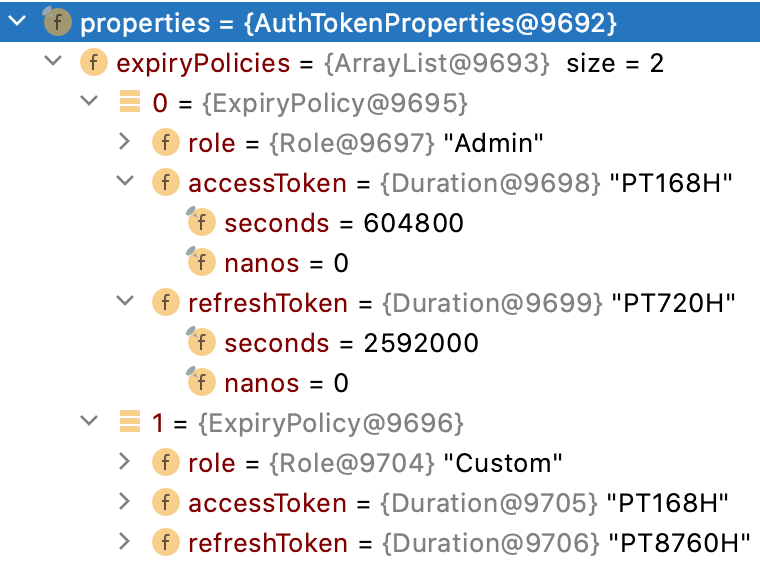 properties = {AuthTokenProperties@9692}
expiryPolicies = {ArrayList@9693} size = 2
0 = {ExpiryPolicy@9695}
role = {Role@9697} "Admin"
accessToken = {Duration@9698} "PT168H"
seconds = 604800
nanos = 0
refreshToken = {Duration@9699} "PT720H"
seconds = 2592000
nanos = 0
1 = {ExpiryPolicy@9696}
role = {Role@9704} "Custom"
accessToken = {Duration@9705} "PT168H"
refreshToken = {Duration@9706} "PT8760H"